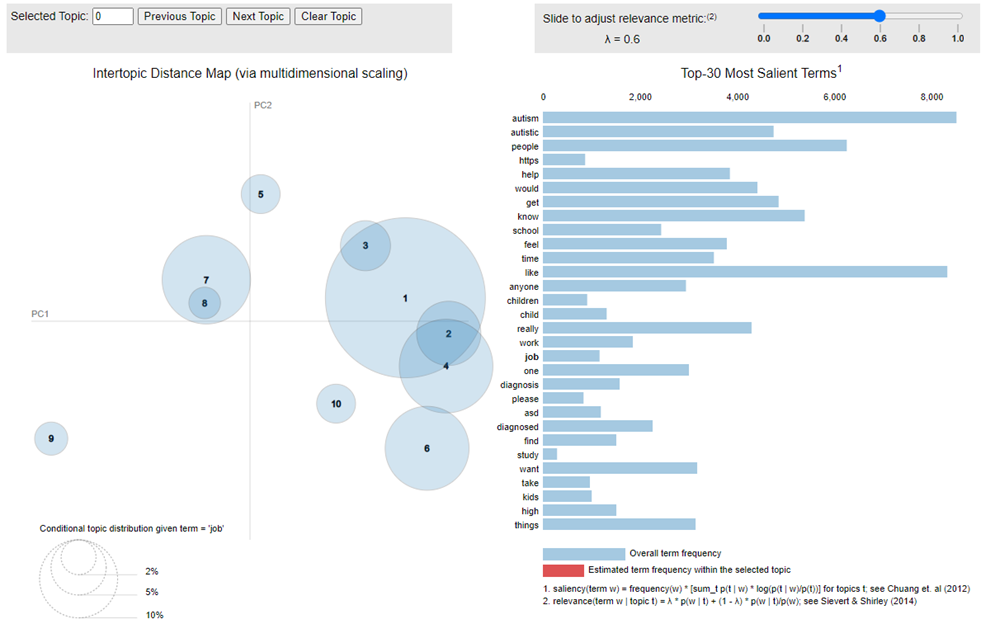 Selected Topic: 0 Previous Topic Next Topic Clear Topic
Slide to adjust relevance metric:(2)
λ = 0.6
0.0 0.2 0.4 0.6 0.8 1.0
Intertopic Distance Map (via multidimensional scaling)
PC2
PC1
5
3
7
1
8
2
4
10
9
6
Conditional topic distribution given term = 'job'
2%
5%
10%
Top-30 Most Salient Terms1
0 2,000 4,000 6,000 8,000
autism
autistic
people
https
help
would
get
know
school
feel
time
like
anyone
children
child
really
work
job
one
diagnosis
please
asd
diagnosed
find
study
want
take
kids
high
things
Overall term frequency
Estimated term frequency within the selected topic
1. saliency(term w) = frequency(w) * [sum_t p(t | w) * log(p(t | w)/p(t))] for topics t; see Chuang et. al (2012)
2. relevance(term w | topic t) = λ * p(w | t) + (1 - λ) * p(w | t)/p(w); see Sievert & Shirley (2014)